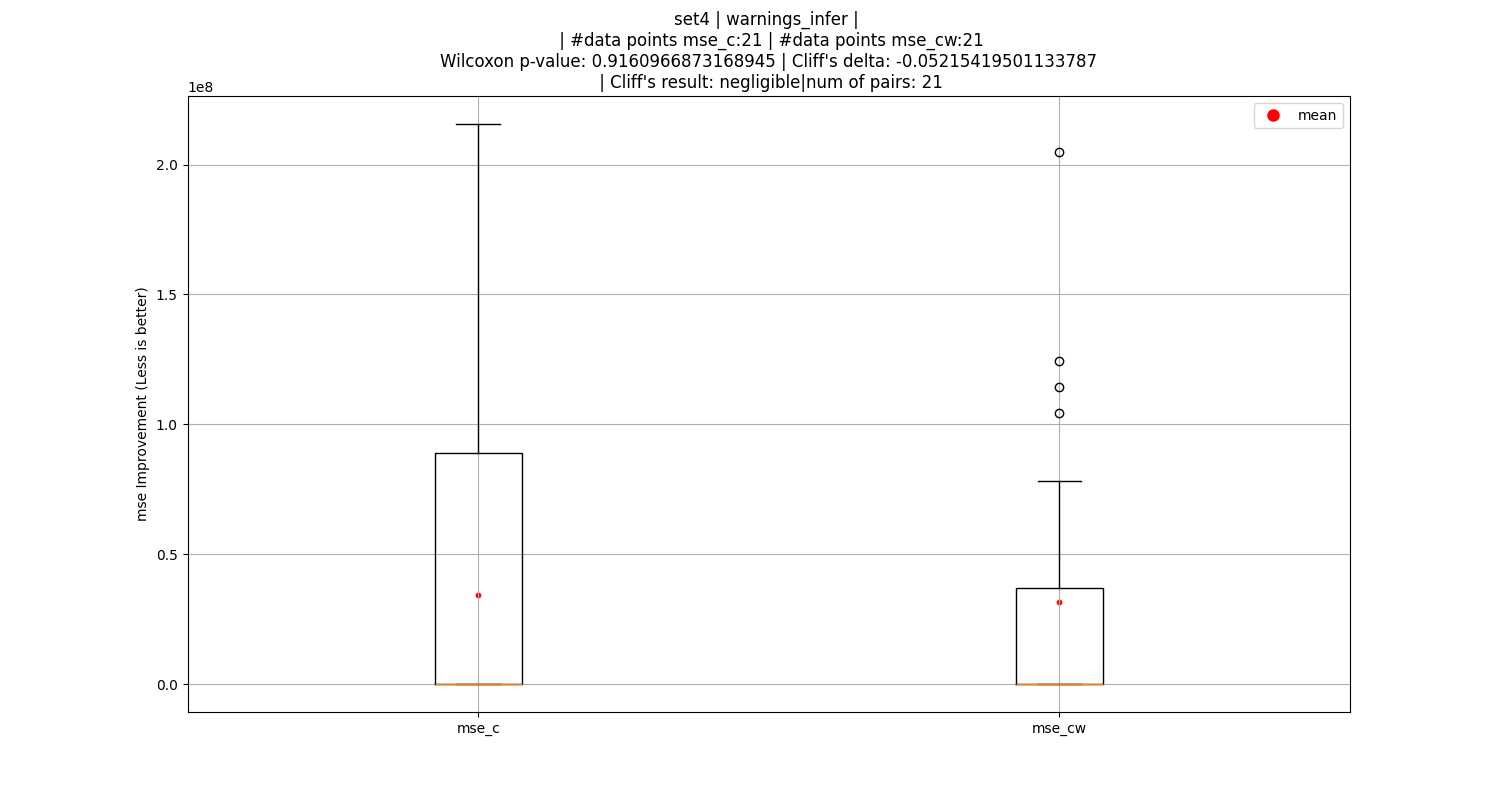 set4 | warnings_infer |
| #data points mse_c:21 | #data points mse_cw:21
Wilcoxon p-value: 0.9160966873168945 | Cliff's delta: -0.05215419501133787
| Cliff's result: negligible|num of pairs: 21
1e8
mean
2.0
1.5
1.0
0.5
0.0
mse Improvement (Less is better)
mse_c
mse_cw